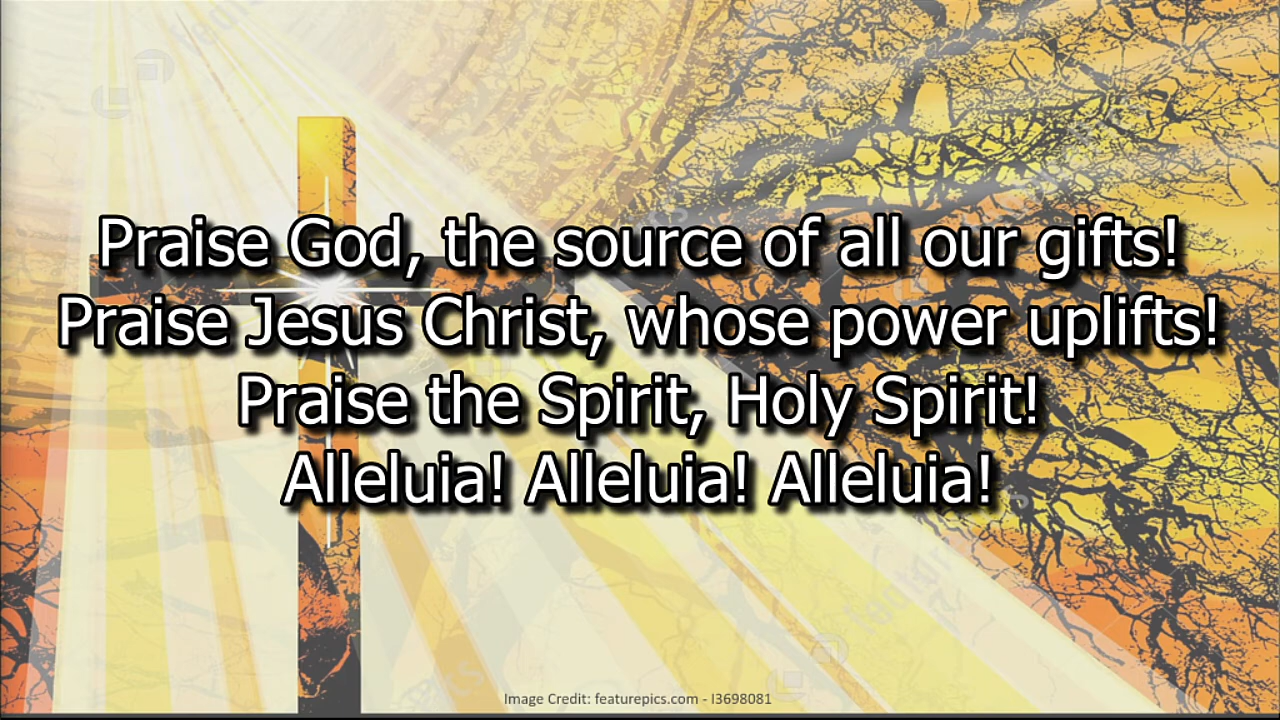 Praise God, the source of all our gifts!
Praise Jesus Christ, whose power uplifts!
Praise the Spirit, Holy Spirit!
Alleluia! Alleluia! Alleluia!
Image Credit: featurepics.com - I3698081